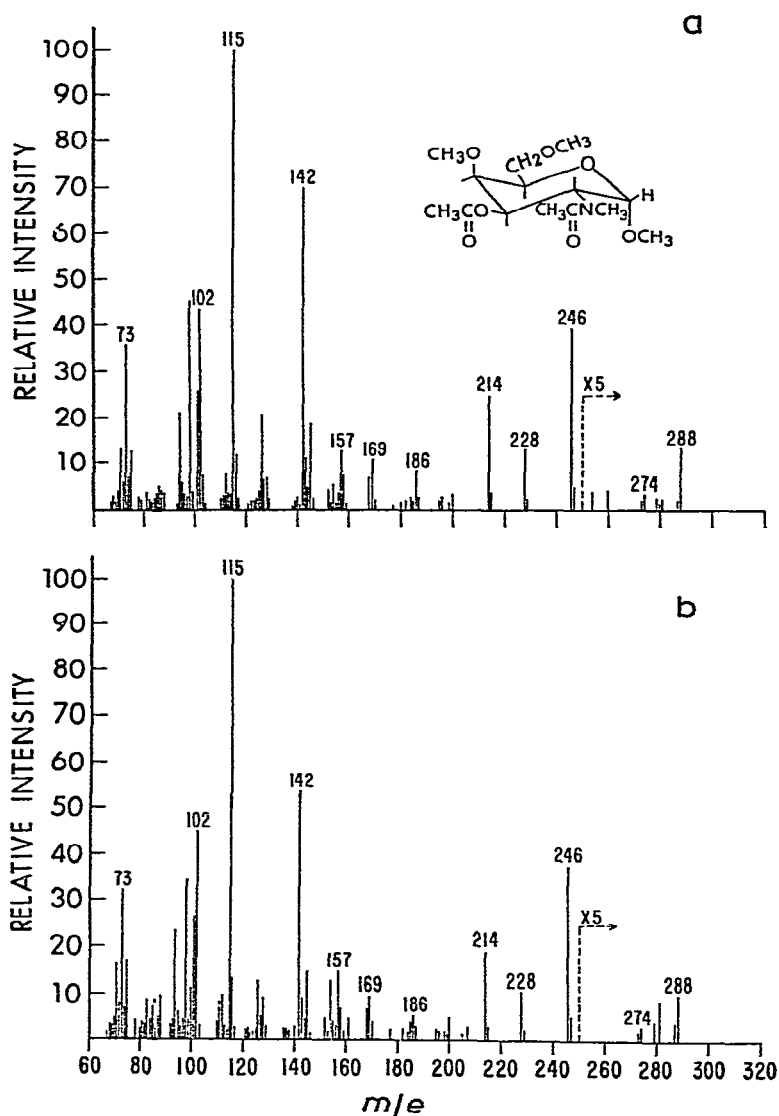 a
RELATIVE INTENSITY
100
90
80
70
60
50
40
30
20
10
73
102
115
142
157
169
186
214
228
246
X5
274
288
CH3O
CH2OCH3
O
H
CH3CO
O
CH3CNCH3
O
OCH3
b
RELATIVE INTENSITY
100
90
80
70
60
50
40
30
20
10
73
102
115
142
157
169
186
214
228
246
X5
274
288
60 80 100 120 140 160 180 200 220 240 260 280 300 320
m/e